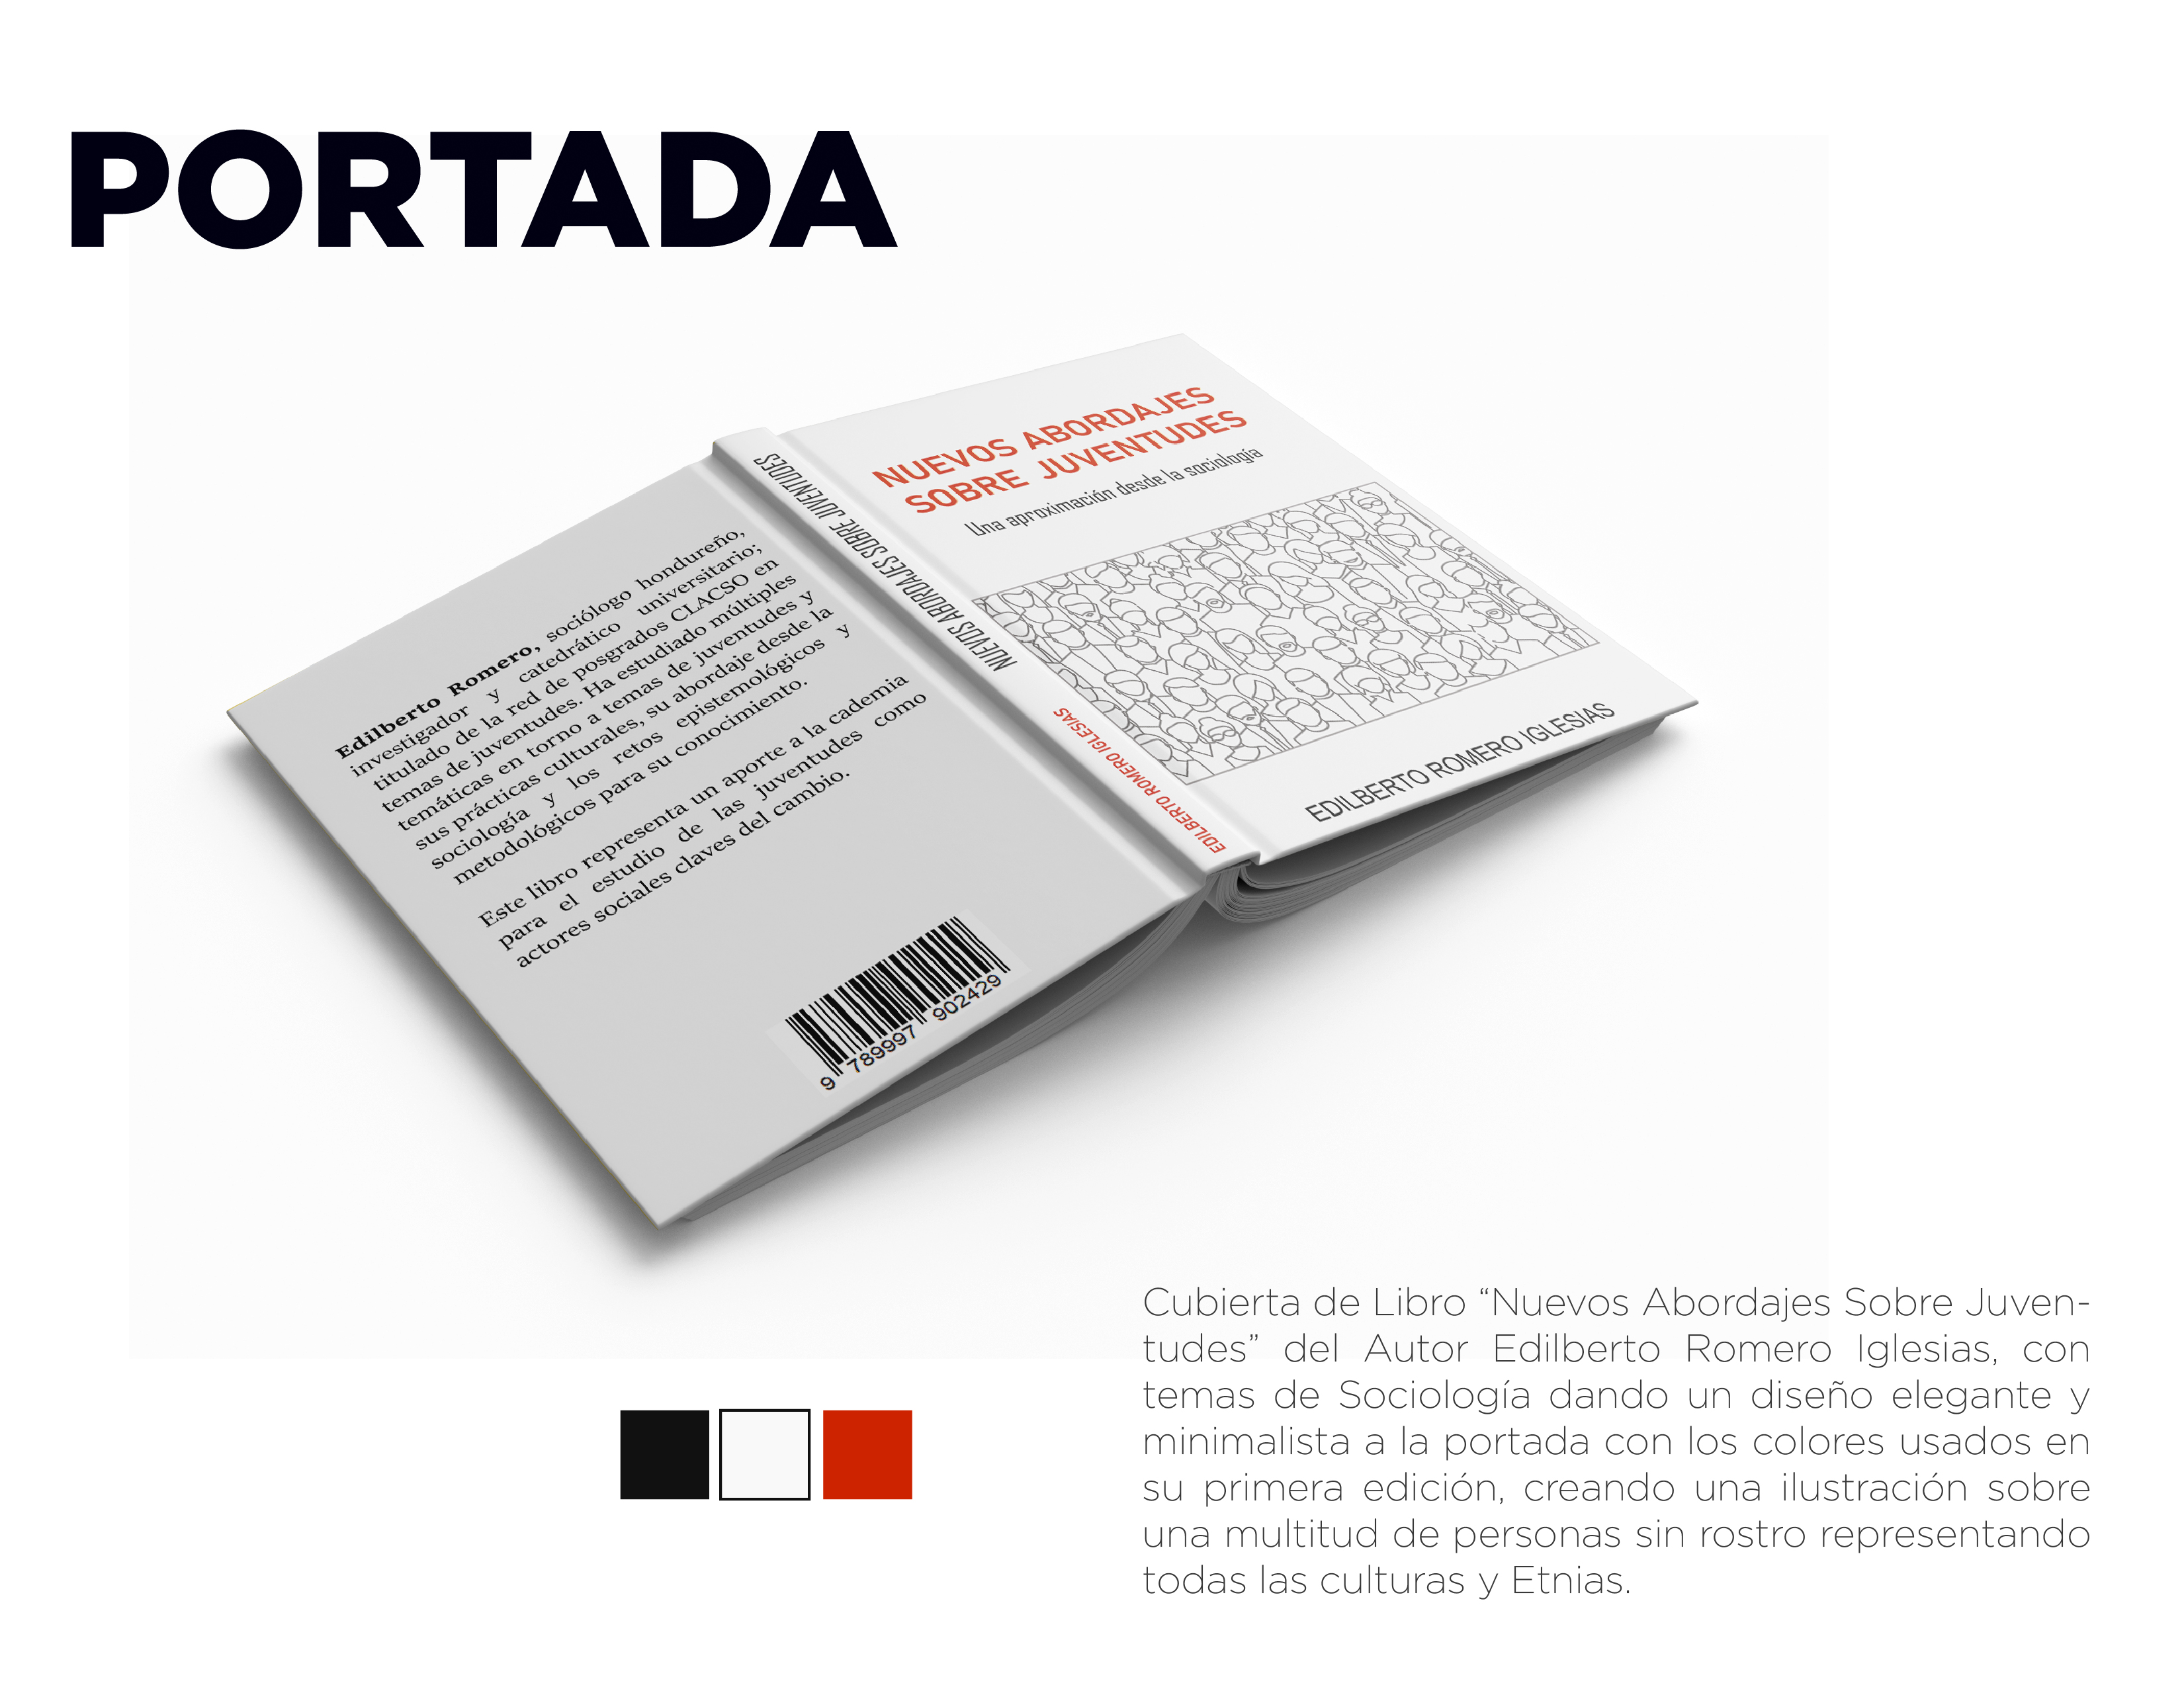 PORTADA
NUEVOS ABORDAJES
SOBRE JUVENTUDES
Una aproximación desde la sociología
EDILBERTO ROMERO IGLESIAS
NUEVOS ABORDAJES SOBRE JUVENTUDES
EDILBERTO ROMERO IGLESIAS
Edilberto Romero, sociólogo hondureño,
investigador y catedrático universitario;
titulado de la red de posgrados CLACSO en
temas de juventudes. Ha estudiado múltiples
temáticas en torno a temas de juventudes y
sus prácticas culturales, su abordaje desde la
sociología y los retos epistemológicos y
metodológicos para su conocimiento.
Este libro representa un aporte a la cademia
para el estudio de las juventudes como
actores sociales claves del cambio.
9 789997 902429
Cubierta de Libro “Nuevos Abordajes Sobre Juven-
tudes” del Autor Edilberto Romero Iglesias, con
temas de Sociología dando un diseño elegante y
minimalista a la portada con los colores usados en
su primera edición, creando una ilustración sobre
una multitud de personas sin rostro representando
todas las culturas y Etnias.